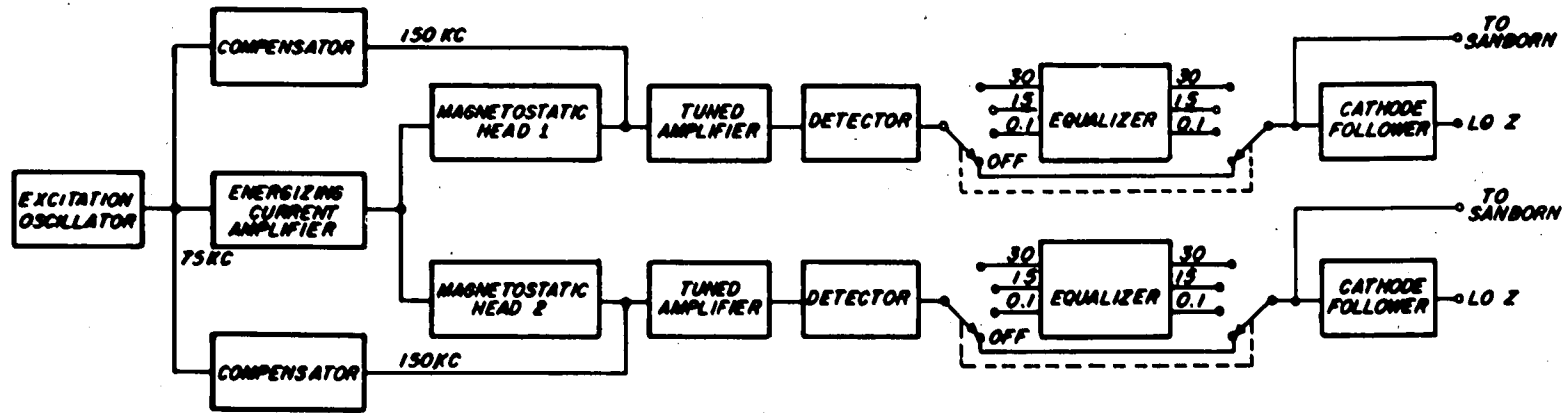 COMPENSATOR
150 KC
TO
SANBORN
MAGNETOSTATIC
HEAD 1
TUNED
AMPLIFIER
DETECTOR
30
15
0.1
EQUALIZER
30
15
0.1
OFF
CATHODE
FOLLOWER
LO Z
EXCITATION
OSCILLATOR
ENERGIZING
CURRENT
AMPLIFIER
75KC
TO
SANBORN
MAGNETOSTATIC
HEAD 2
TUNED
AMPLIFIER
DETECTOR
30
15
0.1
EQUALIZER
30
15
0.1
OFF
CATHODE
FOLLOWER
LO Z
COMPENSATOR
150KC